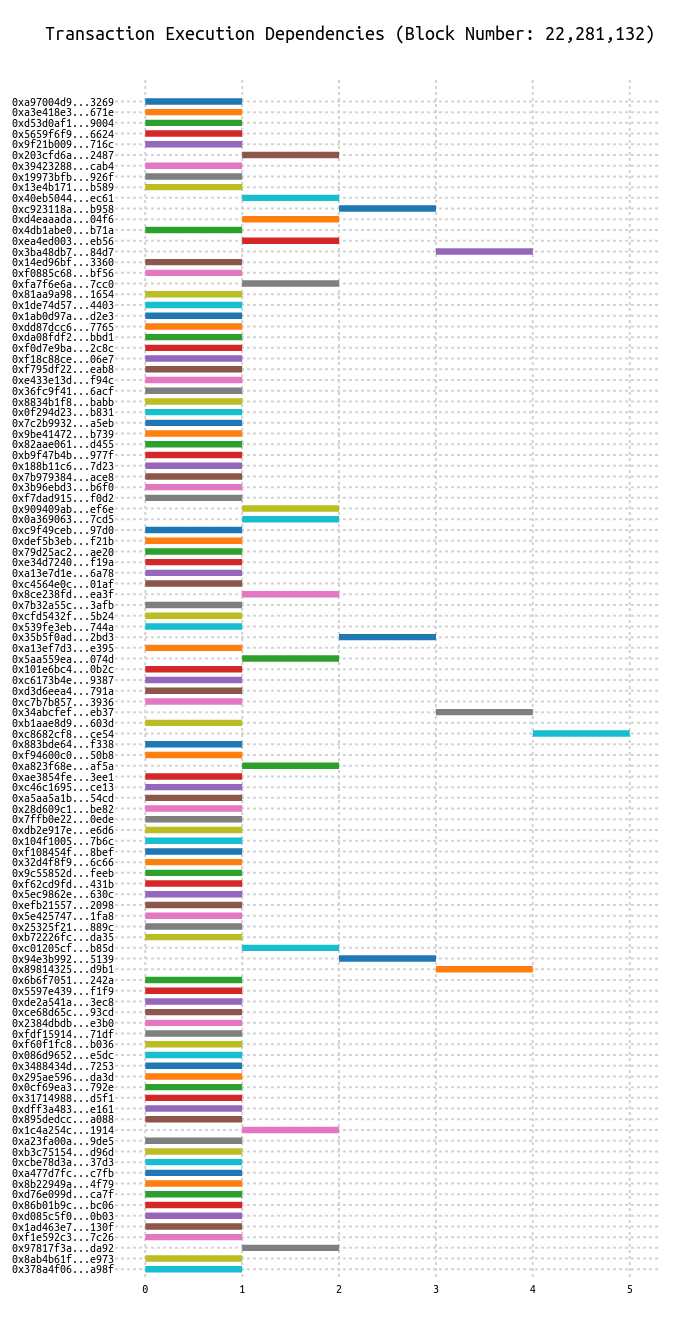 Transaction Execution Dependencies (Block Number: 22,281,132)
0xa97004d9...3269
0xa3e418e3...671e
0xd53d0af1...9004
0x5659f6f9...6624
0x9f21b009...716c
0x203cfd6a...2487
0x39423288...cab4
0x19973bfb...926f
0x13e4b171...b589
0x40eb5044...ec61
0xc923118a...b958
0xd4eaaada...04f6
0x4db1abe0...b71a
0xea4ed003...eb56
0x3ba48db7...84d7
0x14ed96bf...3360
0xf0885c68...bf56
0xfa7f6e6a...7cc0
0x81aa9a98...1654
0x1de74d57...4403
0x1ab0d97a...d2e3
0xdd87dcc6...7765
0xda08fdf2...bbd1
0xf0d7e9ba...2c8c
0xf18c88ce...06e7
0xf795df22...eab8
0xe433e13d...f94c
0x36fc9f41...6acf
0x8834b1f8...babb
0x0f294d23...b831
0x7c2b9932...a5eb
0x9be41472...b739
0x82aae061...d455
0xb9f47b4b...977f
0x188b11c6...7d23
0x7b979384...ace8
0x3b96ebd3...b6f0
0xf7dad915...f0d2
0x909409ab...ef6e
0x0a369063...7cd5
0xc9f49ceb...97d0
0xdef5b3eb...f21b
0x79d25ac2...ae20
0xe34d7240...f19a
0xa13e7d1e...6a78
0xc4564e0c...01af
0x8ce238fd...ea3f
0x7b32a55c...3afb
0xcfd5432f...5b24
0x539fe3eb...744a
0x35b5f0ad...2bd3
0xa13ef7d3...e395
0x5aa559ea...074d
0x101e6bc4...0b2c
0xc6173b4e...9387
0xd3d6eea4...791a
0xc7b7b857...3936
0x34abcfef...eb37
0xb1aae8d9...603d
0xc8682cf8...ce54
0x883bde64...f338
0xf94600c0...50b8
0xa823f68e...af5a
0xae3854fe...3ee1
0xc46c1695...ce13
0xa5aa5a1b...54cd
0x28d609c1...be82
0x7ffb0e22...0ede
0xdb2e917e...e6d6
0x104f1005...7b6c
0xf108454f...8bef
0x32d4f8f9...6c66
0x9c55852d...feeb
0xf62cd9fd...431b
0x5ec9862e...630c
0xefb21557...2098
0x5e425747...1fa8
0x25325f21...889c
0xb72226fc...da35
0xc01205cf...b85d
0x94e3b992...5139
0x89814325...d9b1
0x6b6f7051...242a
0x5597e439...f1f9
0xde2a541a...3ec8
0xce68d65c...93cd
0x2384dbdb...e3b0
0xfdf15914...71df
0xf60f1fc8...b036
0x086d9652...e5dc
0x3488434d...7253
0x295ae596...da3d
0x0cf69ea3...792e
0x31714988...d5f1
0xdff3a483...e161
0x895dedcc...a088
0x1c4a254c...1914
0xa23fa00a...9de5
0xb3c75154...d96d
0xcbe78d3a...37d3
0xa477d7fc...c7fb
0x8b22949a...4f79
0xd76e099d...ca7f
0x86b01b9c...bc06
0xd085c5f0...0b03
0x1ad463e7...130f
0xf1e592c3...7c26
0x97817f3a...da92
0x8ab4b61f...e973
0x378a4f06...a98f
0 1 2 3 4 5